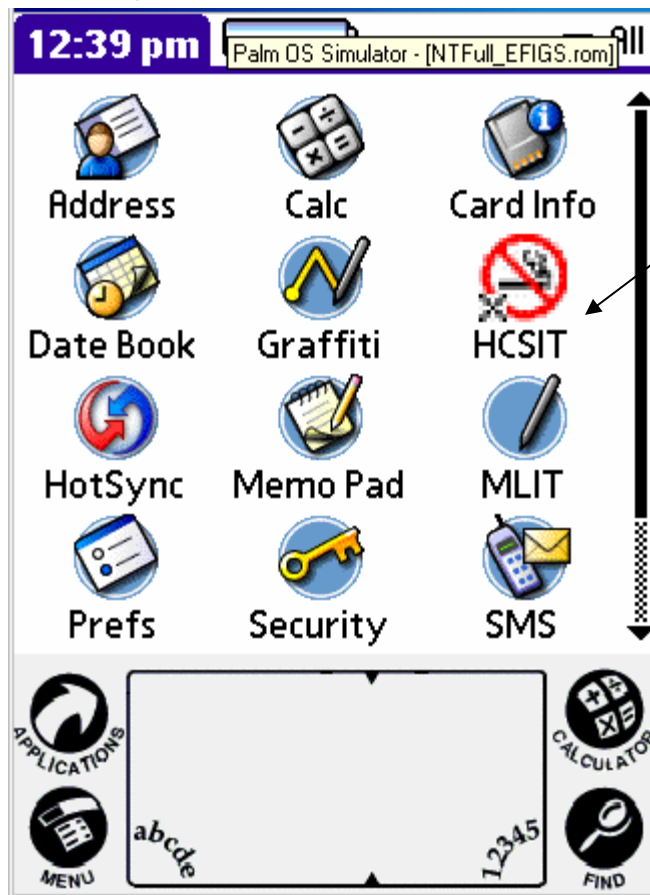 12:39 pm
All
Palm OS Simulator - [NTFull_EFIGS.rom]
Address Calc Card Info
Date Book Graffiti HCSIT
HotSync Memo Pad MLIT
Prefs Security SMS
APPLICATIONS CALCULATOR
abcde 12345
MENU FIND